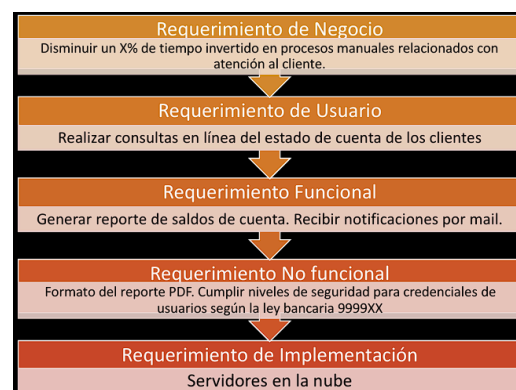 Requerimiento de Negocio
Disminuir un X% de tiempo invertido en procesos manuales relacionados con
atención al cliente.
Requerimiento de Usuario
Realizar consultas en línea del estado de cuenta de los clientes
Requerimiento Funcional
Generar reporte de saldos de cuenta. Recibir notificaciones por mail.
Requerimiento No funcional
Formato del reporte PDF. Cumplir niveles de seguridad para credenciales de
usuarios según la ley bancaria 9999XX
Requerimiento de Implementación
Servidores en la nube